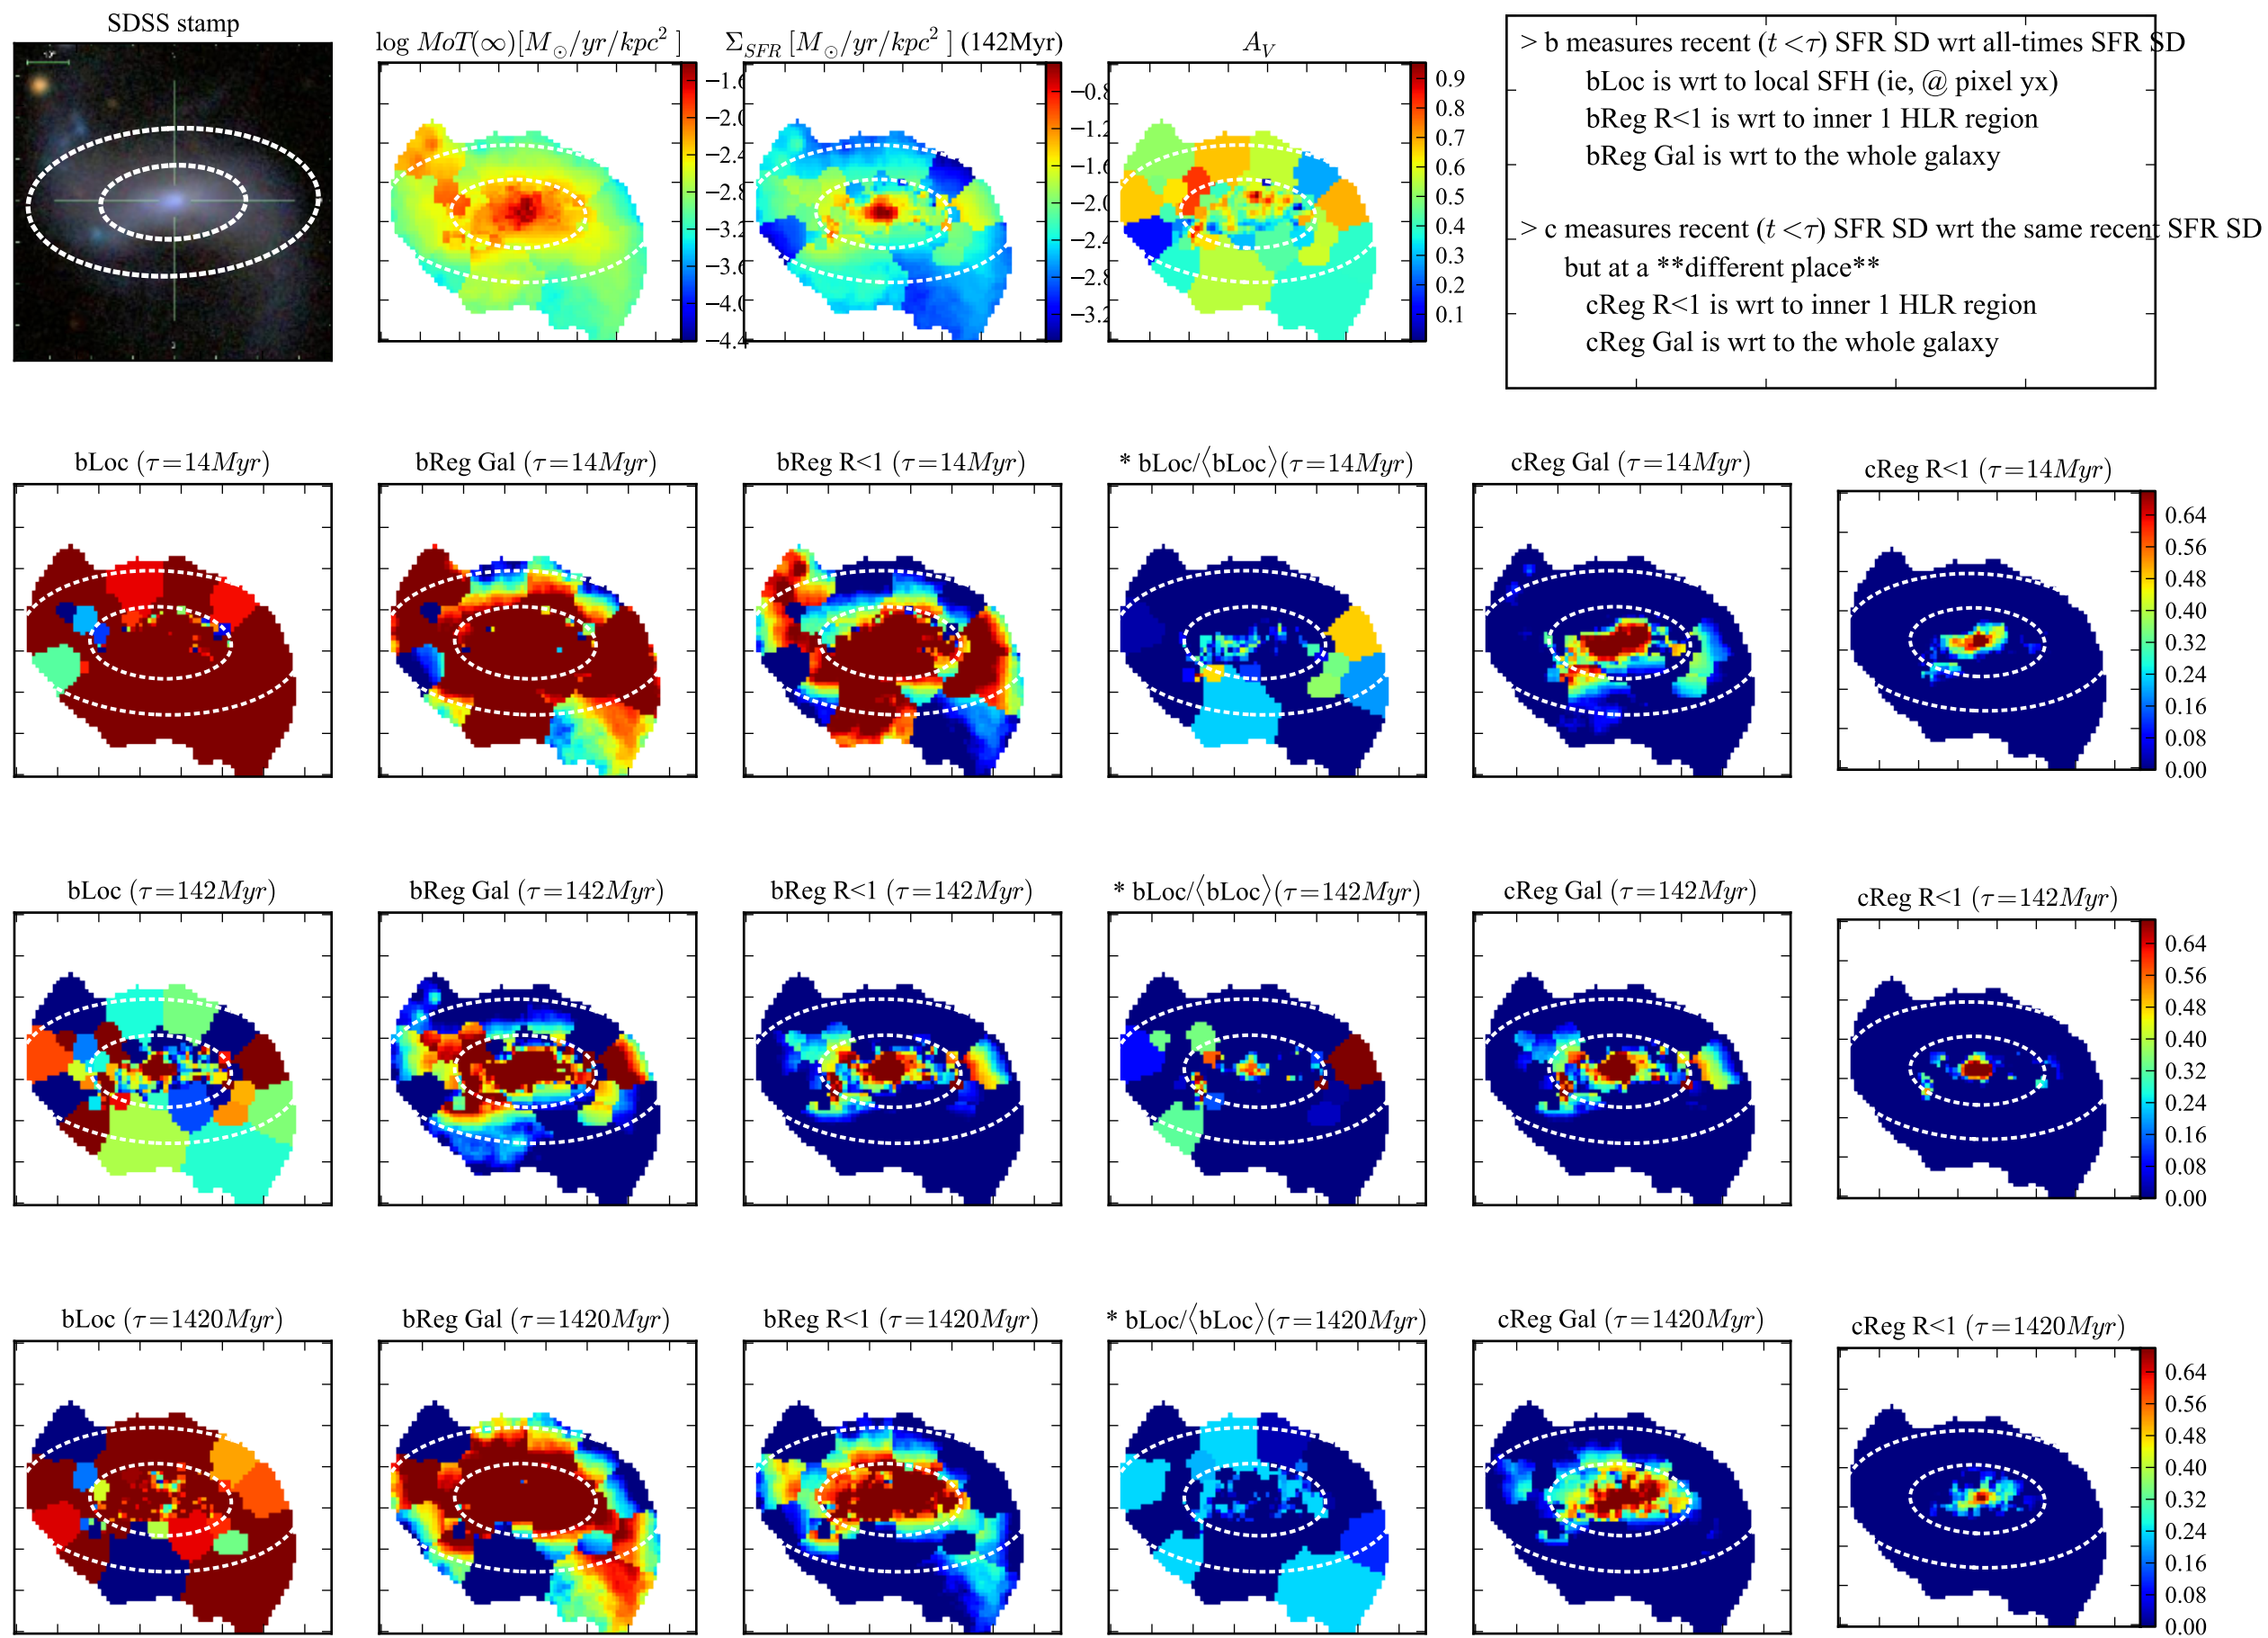 SDSS stamp
log MoT(∞)[M⊙/yr/kpc² ]
Σ_SFR [M⊙/yr/kpc² ] (142Myr)
A_V
−1.6
−2.0
−2.4
−2.8
−3.2
−3.6
−4.0
−4.4
−0.8
−1.2
−1.6
−2.0
−2.4
−2.8
−3.2
0.9
0.8
0.7
0.6
0.5
0.4
0.3
0.2
0.1
> b measures recent (t <τ) SFR SD wrt all-times SFR SD
bLoc is wrt to local SFH (ie, @ pixel yx)
bReg R<1 is wrt to inner 1 HLR region
bReg Gal is wrt to the whole galaxy
> c measures recent (t <τ) SFR SD wrt the same recent SFR SD
but at a **different place**
cReg R<1 is wrt to inner 1 HLR region
cReg Gal is wrt to the whole galaxy
bLoc (τ=14Myr)
bReg Gal (τ=14Myr)
bReg R<1 (τ=14Myr)
* bLoc/⟨bLoc⟩(τ=14Myr)
cReg Gal (τ=14Myr)
cReg R<1 (τ=14Myr)
0.64
0.56
0.48
0.40
0.32
0.24
0.16
0.08
0.00
bLoc (τ=142Myr)
bReg Gal (τ=142Myr)
bReg R<1 (τ=142Myr)
* bLoc/⟨bLoc⟩(τ=142Myr)
cReg Gal (τ=142Myr)
cReg R<1 (τ=142Myr)
0.64
0.56
0.48
0.40
0.32
0.24
0.16
0.08
0.00
bLoc (τ=1420Myr)
bReg Gal (τ=1420Myr)
bReg R<1 (τ=1420Myr)
* bLoc/⟨bLoc⟩(τ=1420Myr)
cReg Gal (τ=1420Myr)
cReg R<1 (τ=1420Myr)
0.64
0.56
0.48
0.40
0.32
0.24
0.16
0.08
0.00